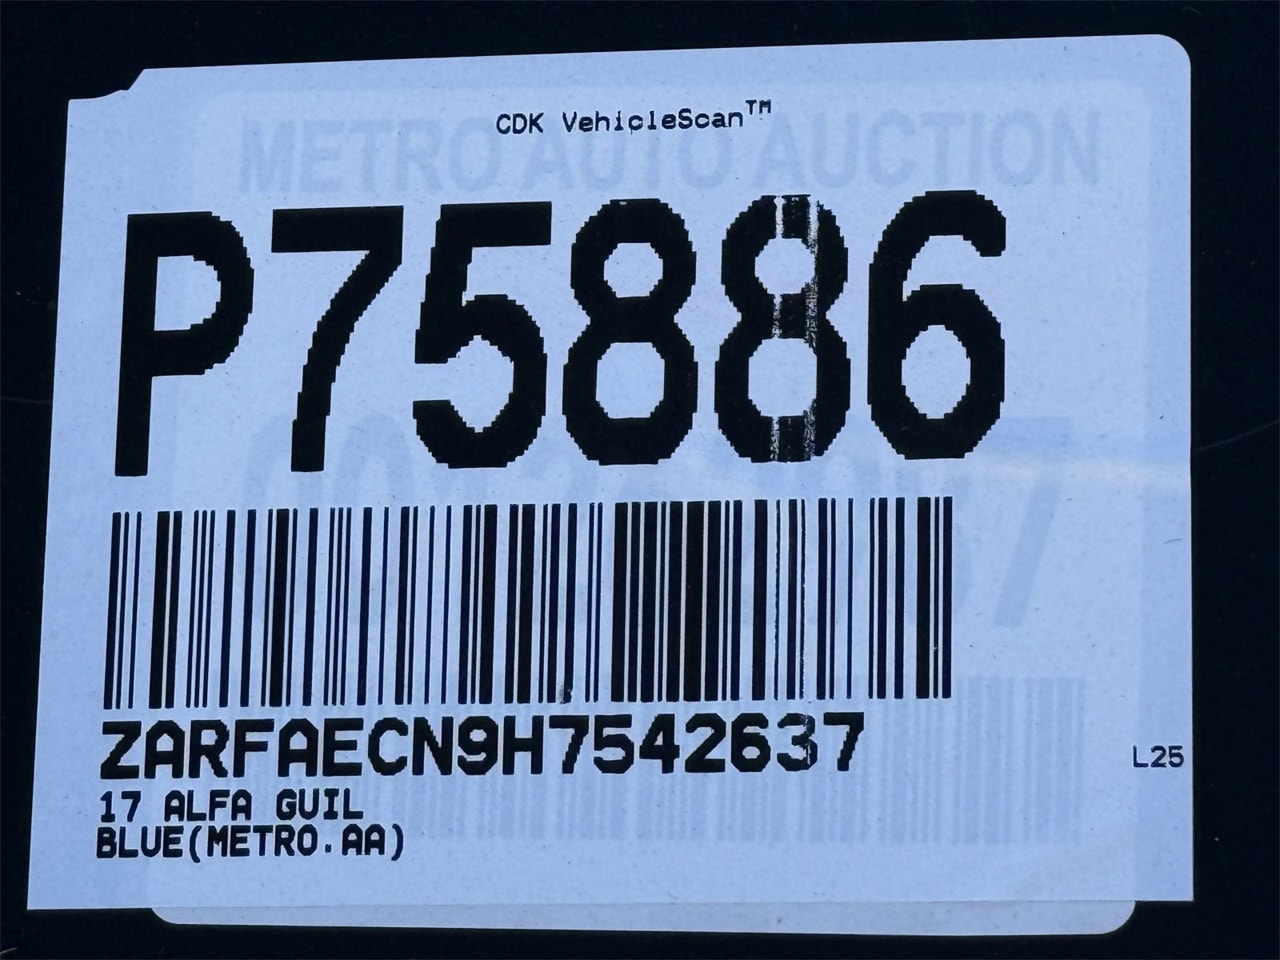 CDK VehicleScan™
METRO AUTO AUCTION
P75886
ZARFAECN9H7542637
L25
17 ALFA GUIL
BLUE(METRO.AA)